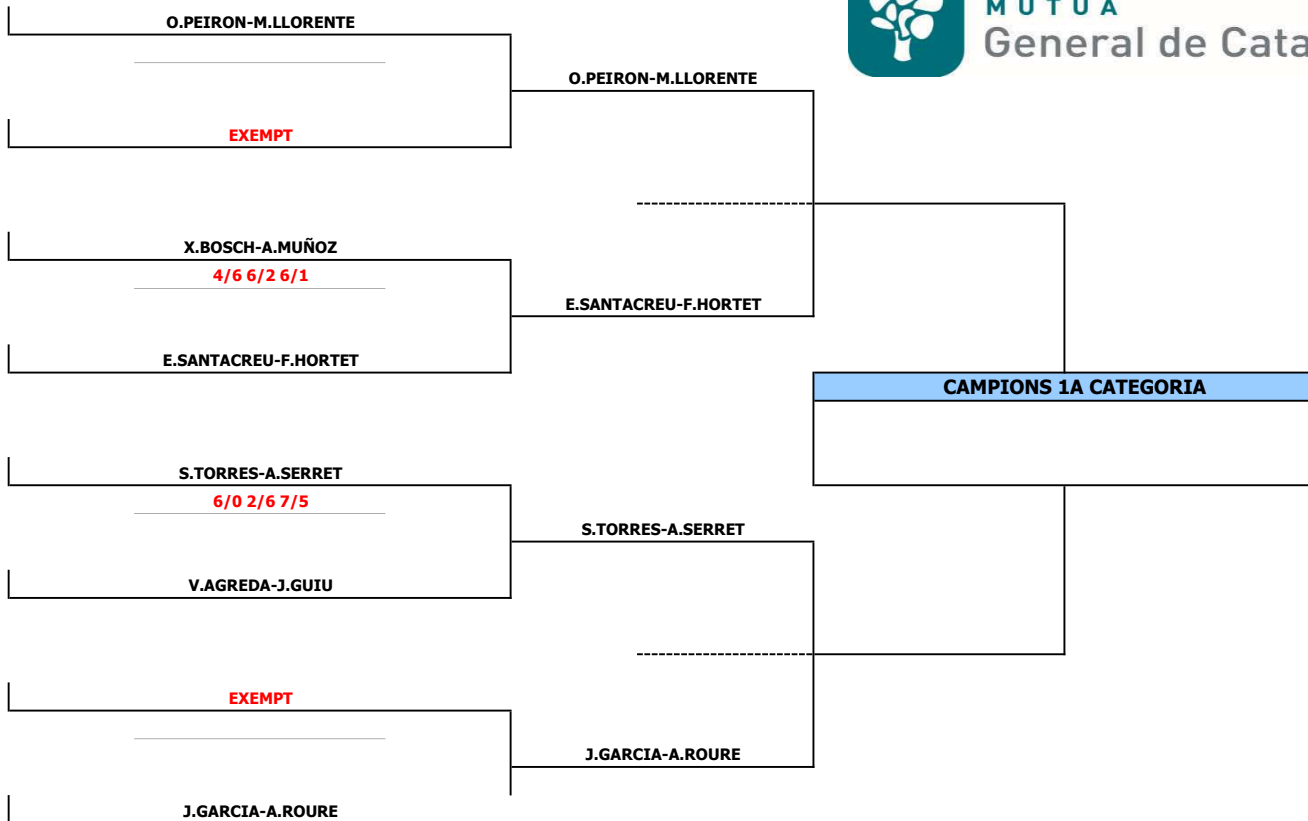 MUTUA
General de Cata
O.PEIRON-M.LLORENTE
O.PEIRON-M.LLORENTE
EXEMPT
X.BOSCH-A.MUÑOZ
4/6 6/2 6/1
E.SANTACREU-F.HORTET
E.SANTACREU-F.HORTET
CAMPIONS 1A CATEGORIA
S.TORRES-A.SERRET
6/0 2/6 7/5
S.TORRES-A.SERRET
V.AGREDA-J.GUIU
EXEMPT
J.GARCIA-A.ROURE
J.GARCIA-A.ROURE